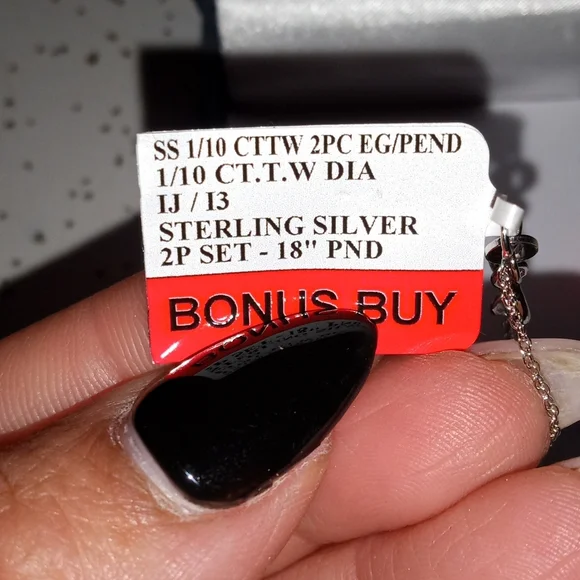 SS 1/10 CTTW 2PC EG/PEND
1/10 CT.T.W DIA
IJ / I3
STERLING SILVER
2P SET - 18" PND
BONUS BUY